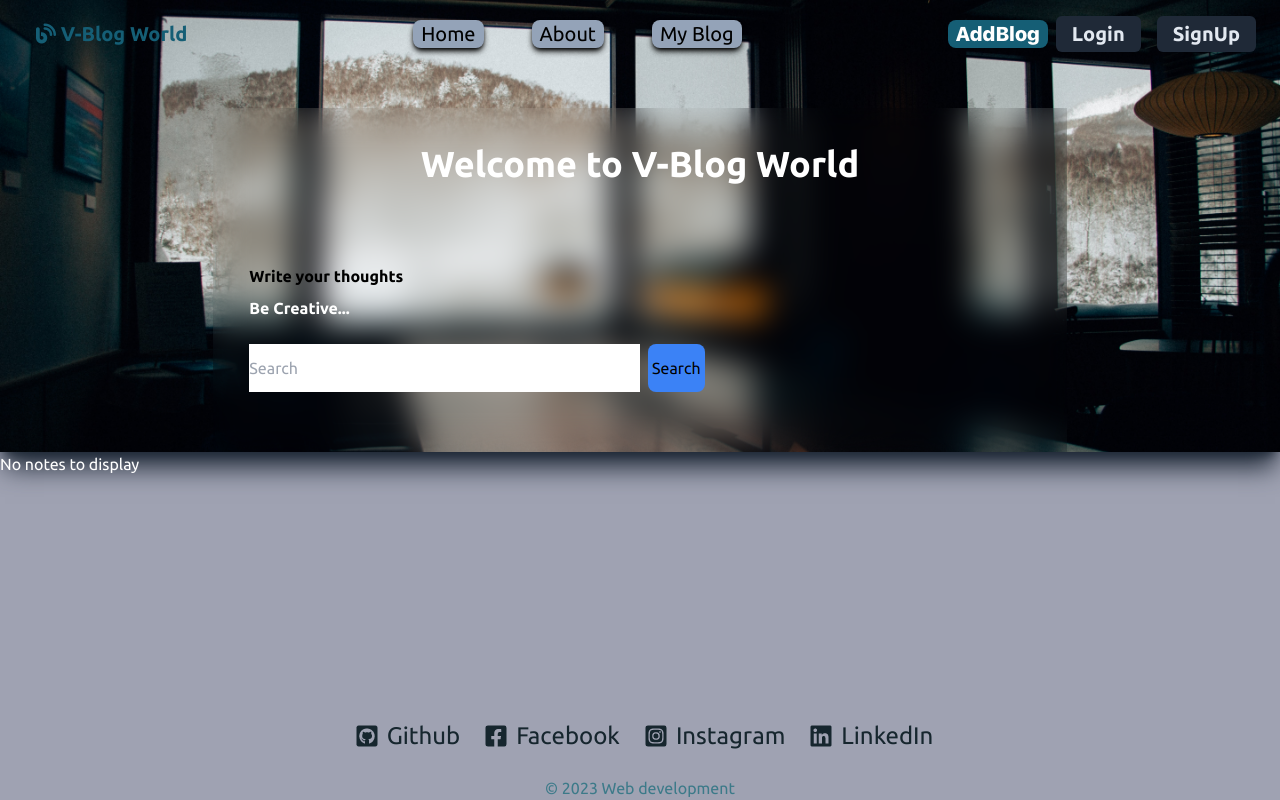 V-Blog World
Home
About
My Blog
AddBlog
Login
SignUp
Welcome to V-Blog World
Write your thoughts
Be Creative...
Search
Search
No notes to display
Github
Facebook
Instagram
LinkedIn
© 2023 Web development